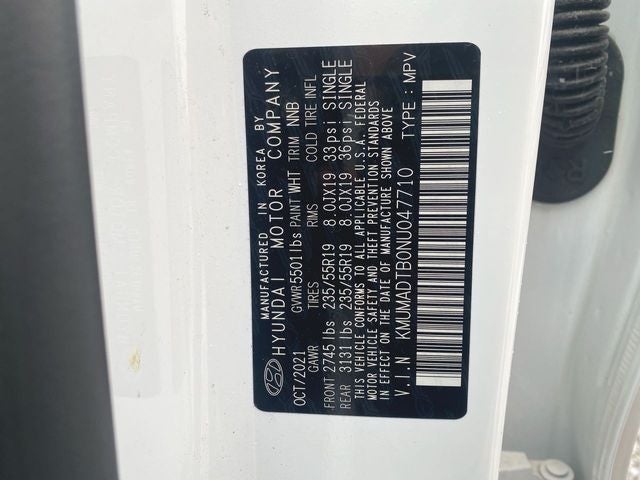 MANUFACTURED IN KOREA BY
HYUNDAI MOTOR COMPANY
OCT/2021 GVWR 5501lbs PAINT WHT TRIM NNB
GAWR TIRES RIMS COLD TIRE INFL
FRONT 2745lbs 235/55R19 8.0JX19 33psi SINGLE
REAR 3131lbs 235/55R19 8.0JX19 36psi SINGLE
THIS VEHICLE CONFORMS TO ALL APPLICABLE U.S.A. FEDERAL
MOTOR VEHICLE SAFETY AND THEFT PREVENTION STANDARDS
IN EFFECT ON THE DATE OF MANUFACTURE SHOWN ABOVE
V.I.N KMUMADTB0NU047710 TYPE : MPV